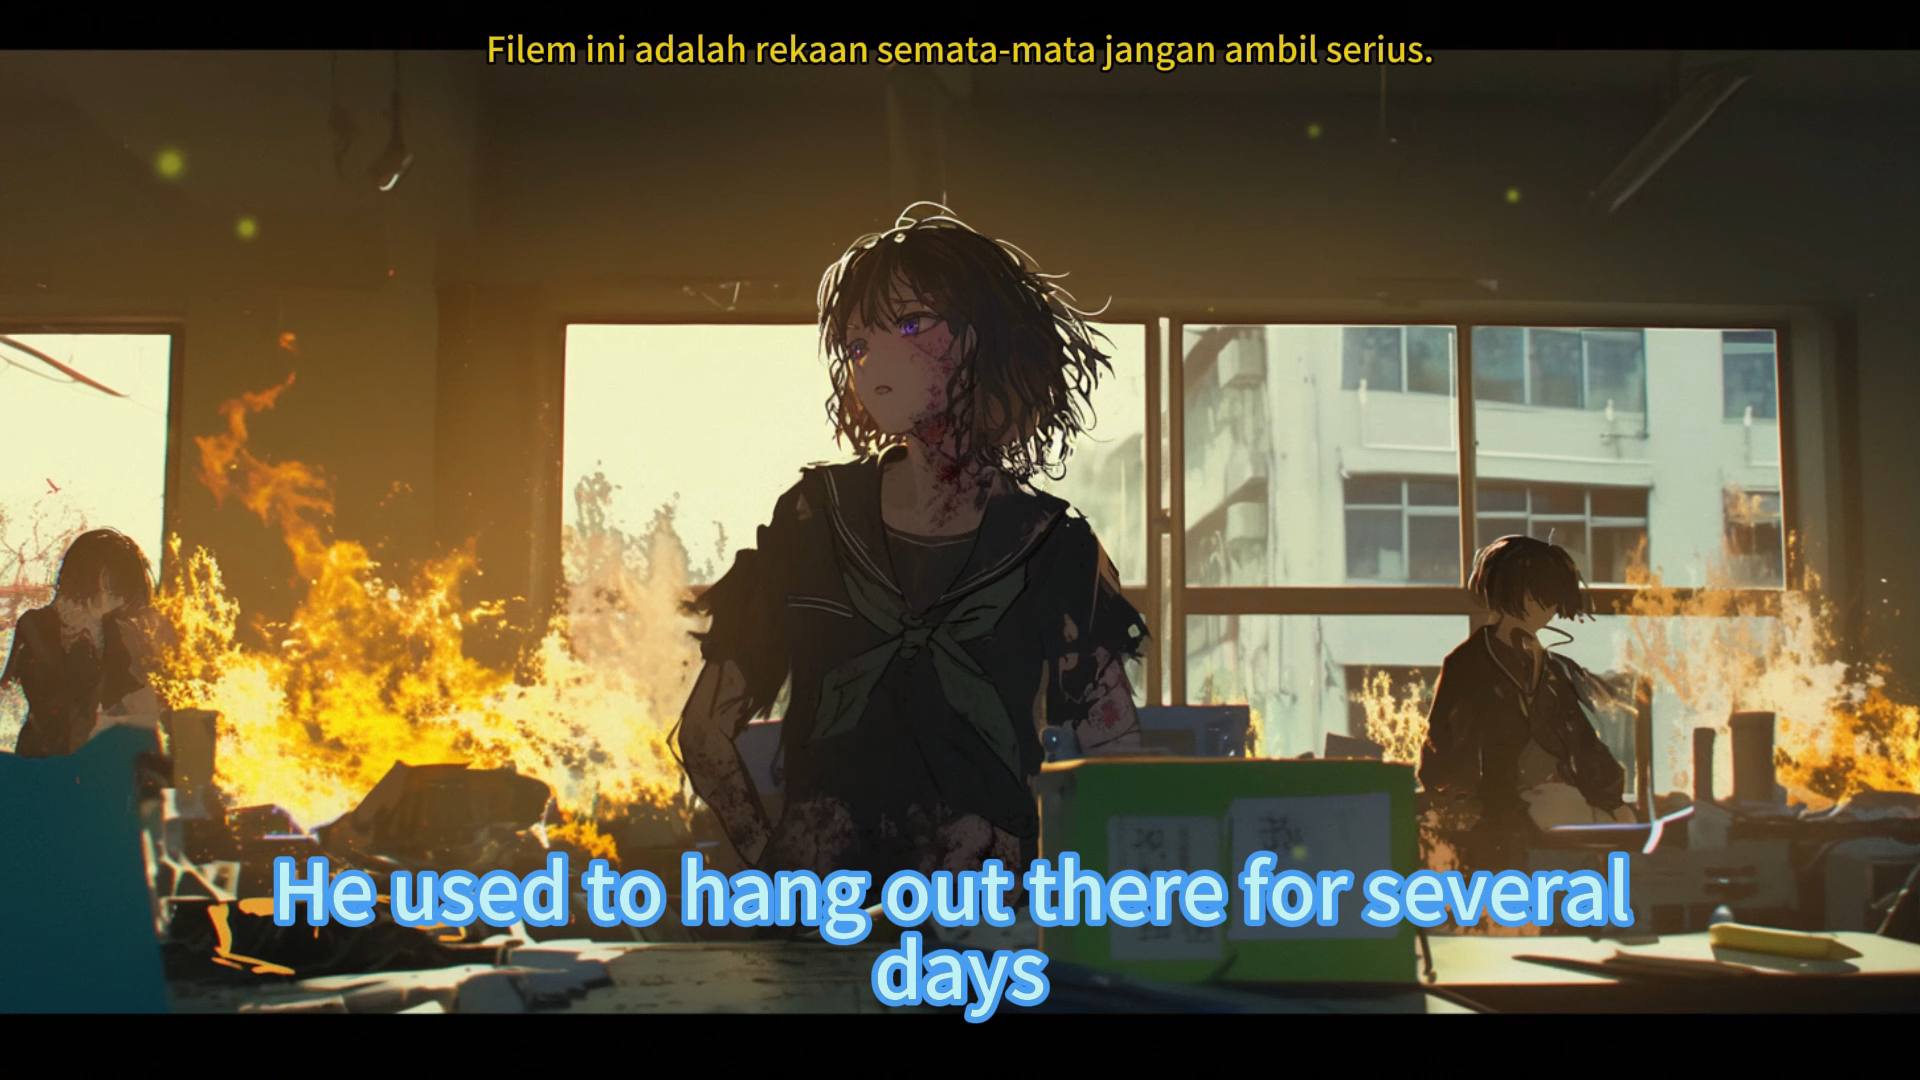 Filem ini adalah rekaan semata-mata jangan ambil serius.
He used to hang out there for several
days